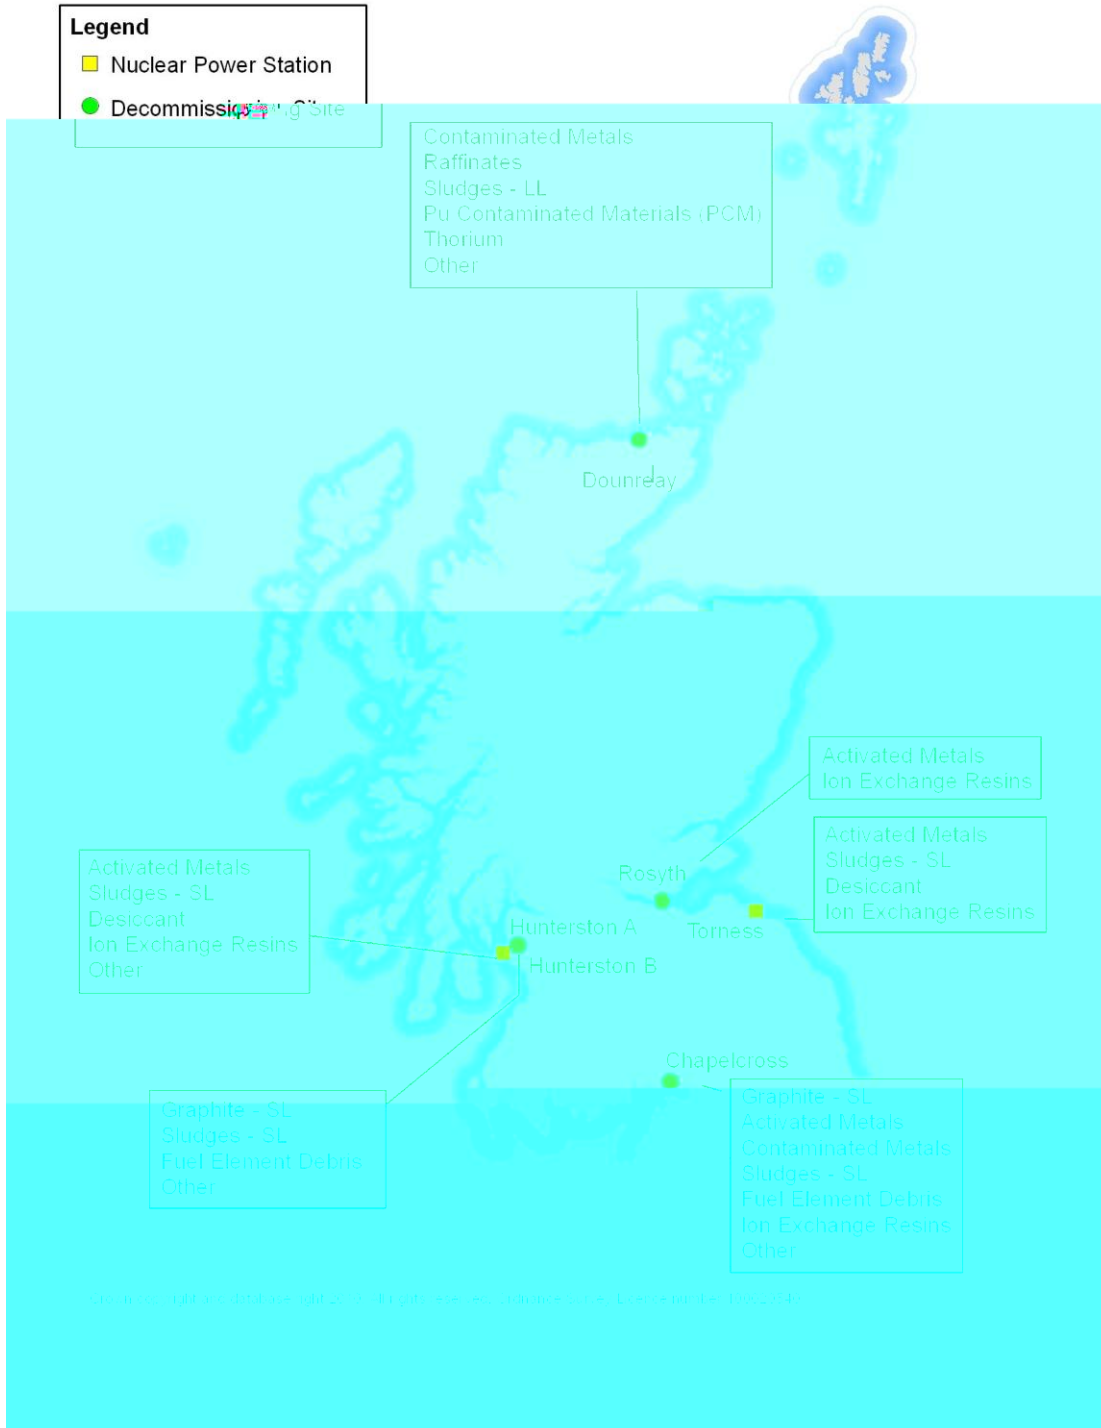 Legend
Nuclear Power Station
Decommissioning Site
Contaminated Metals
Raffinates
Sludges - LL
Pu Contaminated Materials (PCM)
Thorium
Other
Dounreay
Activated Metals
Ion Exchange Resins
Activated Metals
Sludges - SL
Desiccant
Ion Exchange Resins
Rosyth
Torness
Activated Metals
Sludges - SL
Desiccant
Ion Exchange Resins
Other
Hunterston A
Hunterston B
Chapelcross
Graphite - SL
Sludges - SL
Fuel Element Debris
Other
Graphite - SL
Activated Metals
Contaminated Metals
Sludges - SL
Fuel Element Debris
Ion Exchange Resins
Other